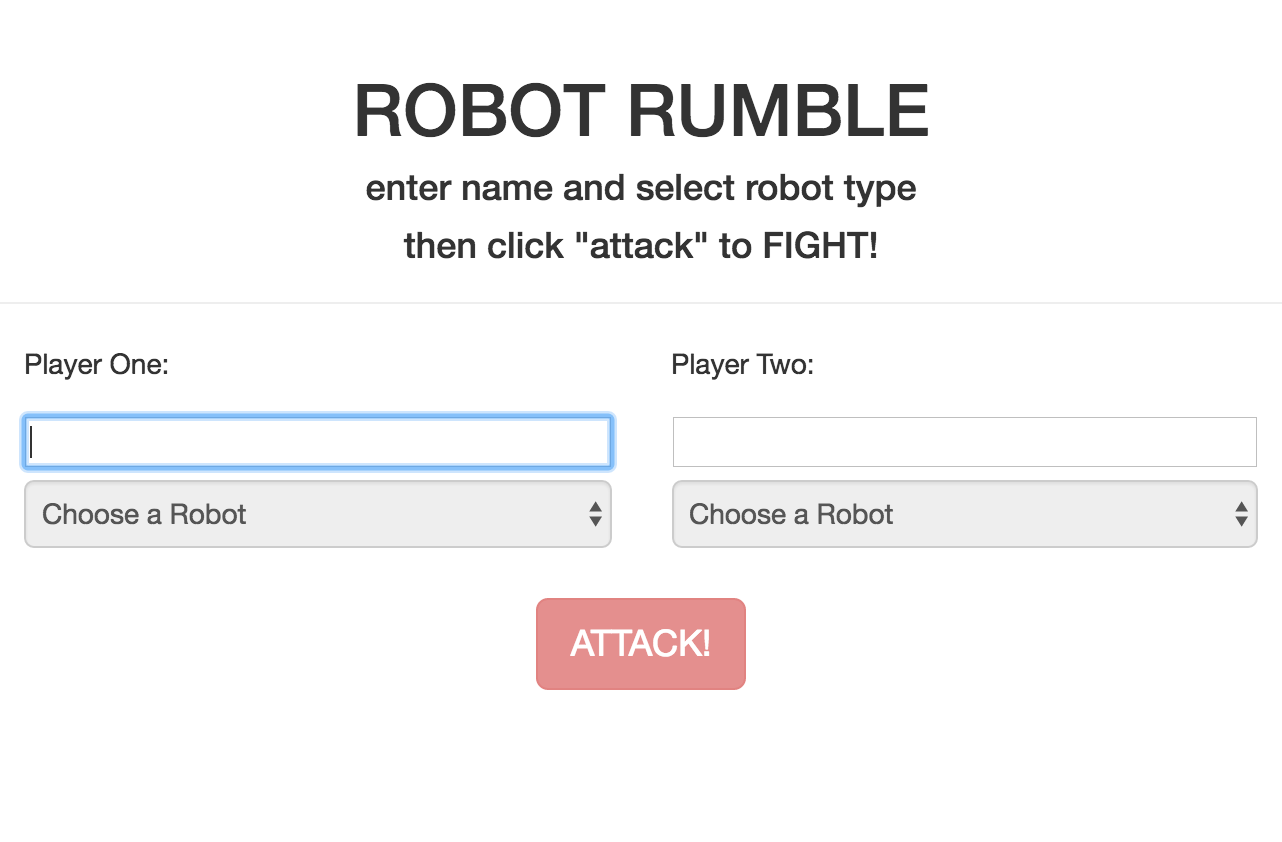 ROBOT RUMBLE
enter name and select robot type
then click "attack" to FIGHT!
Player One:
Player Two:
Choose a Robot
Choose a Robot
ATTACK!